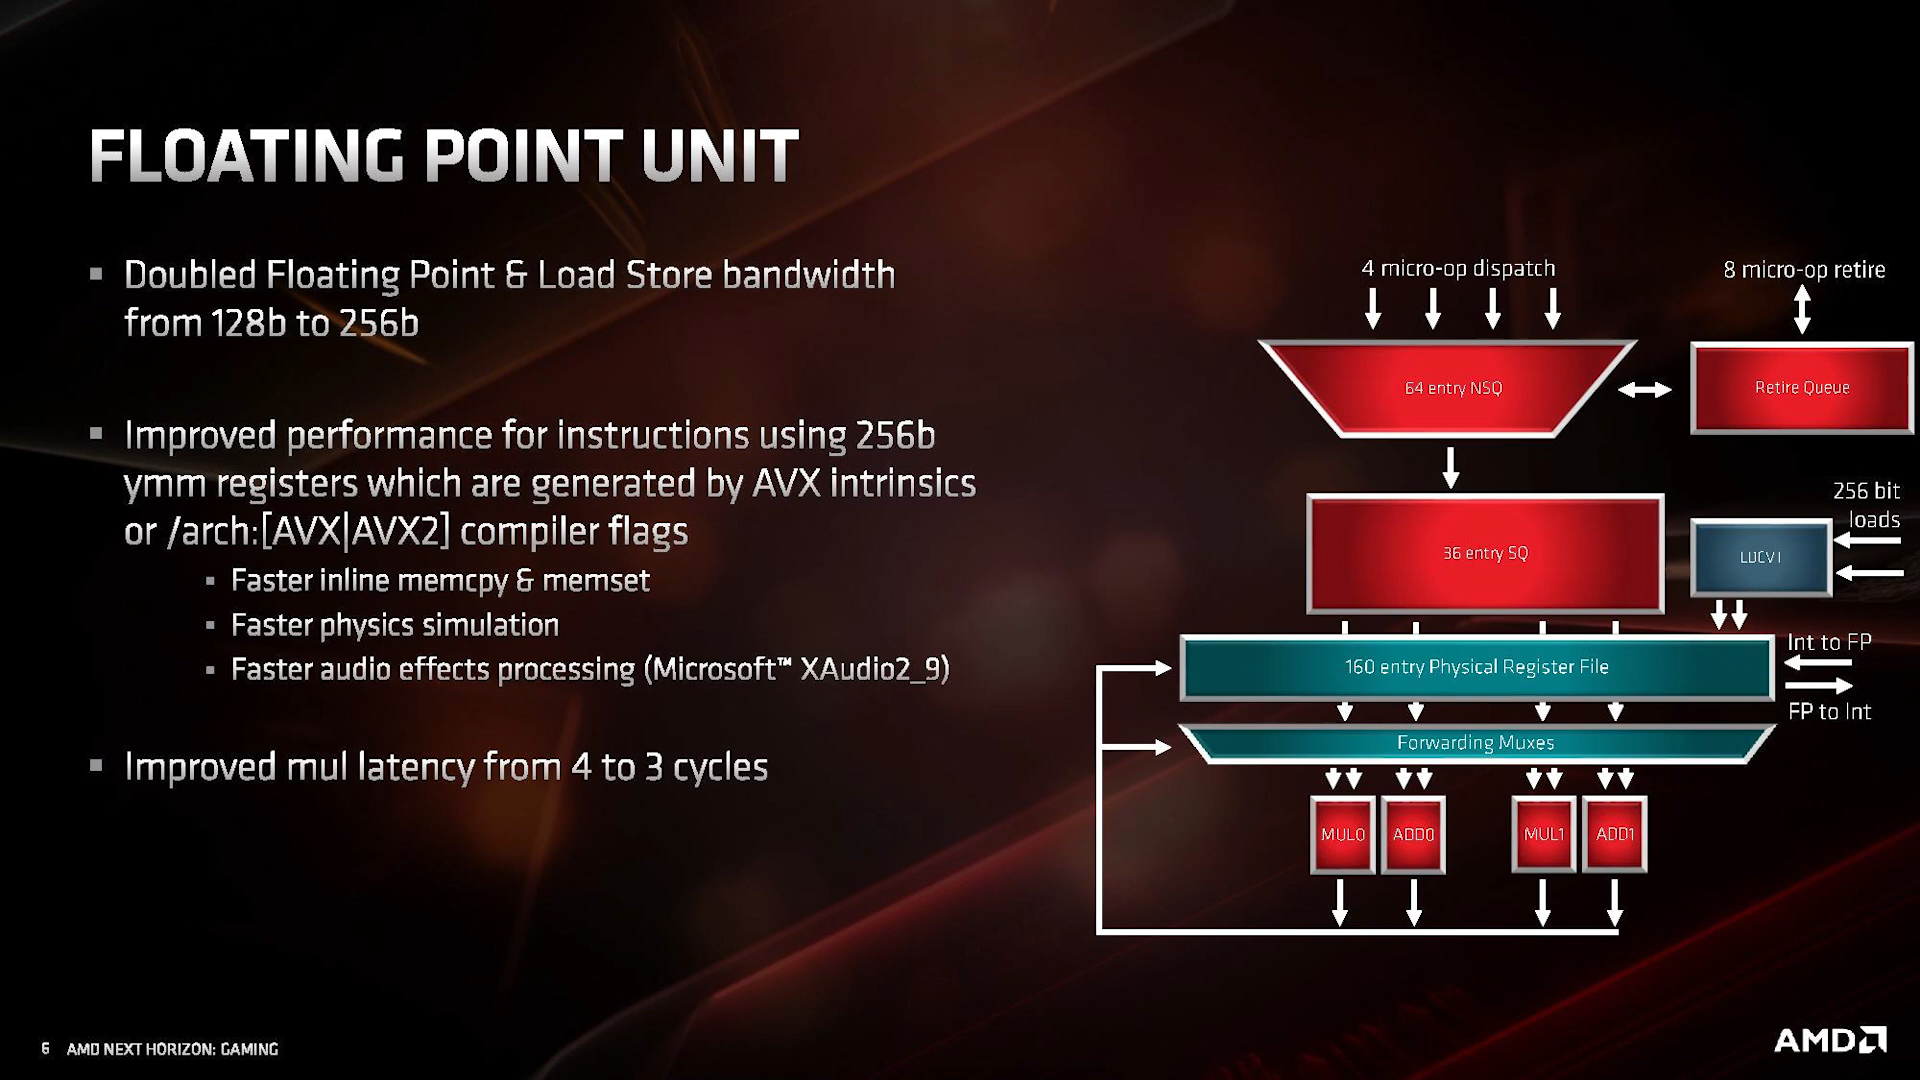 FLOATING POINT UNIT
▪ Doubled Floating Point & Load Store bandwidth
from 128b to 256b
▪ Improved performance for instructions using 256b
ymm registers which are generated by AVX intrinsics
or /arch:[AVX|AVX2] compiler flags
▪ Faster inline memcpy & memset
▪ Faster physics simulation
▪ Faster audio effects processing (Microsoft™ XAudio2_9)
▪ Improved mul latency from 4 to 3 cycles
4 micro-op dispatch
8 micro-op retire
64 entry NSQ
Retire Queue
256 bit
loads
36 entry SQ
LDCVT
Int to FP
160 entry Physical Register File
FP to Int
Forwarding Muxes
MUL0 ADD0 MUL1 ADD1
6 AMD NEXT HORIZON: GAMING
AMD